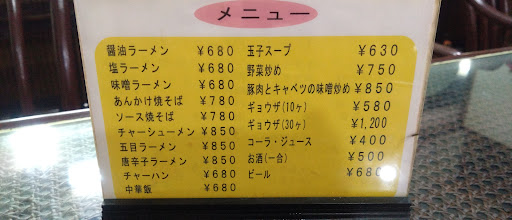 メニュー
醤油ラーメン ￥680
塩ラーメン ￥680
味噌ラーメン ￥680
あんかけ焼そば ￥780
ソース焼そば ￥780
チャーシューメン ￥850
五目ラーメン ￥850
唐辛子ラーメン ￥850
チャーハン ￥680
中華飯 ￥680
玉子スープ ￥630
野菜炒め ￥750
豚肉とキャベツの味噌炒め ￥850
ギョウザ(10ヶ) ￥580
ギョウザ(30ヶ) ￥1,200
コーラ・ジュース ￥400
お酒(一合) ￥500
ビール ￥680